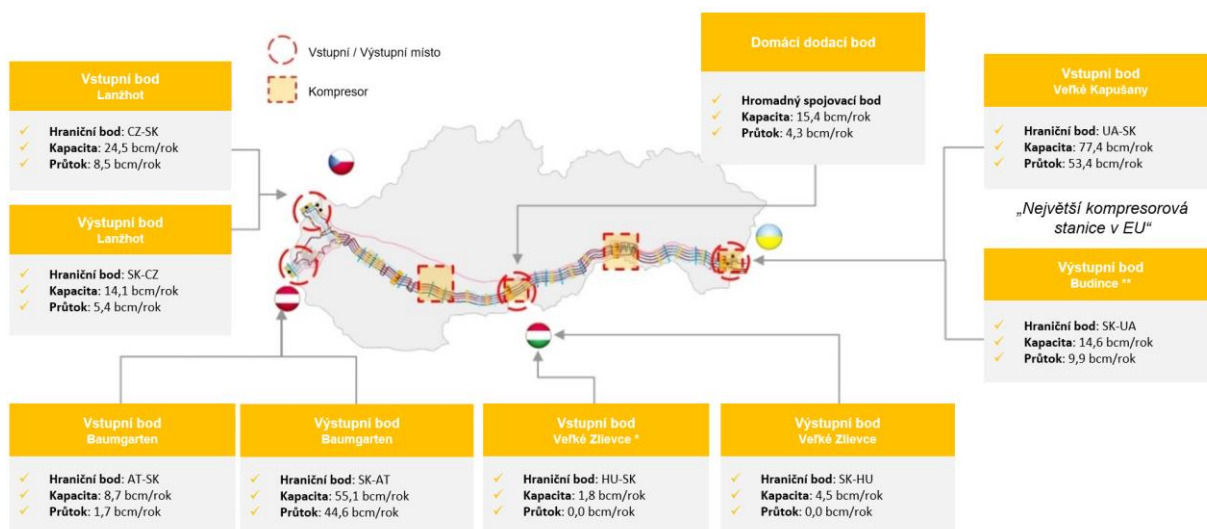 Vstupní / Výstupní místo
Kompresor
Vstupní bod
Lanžhot
Hraniční bod: CZ-SK
Kapacita: 24,5 bcm/rok
Průtok: 8,5 bcm/rok
Výstupní bod
Lanžhot
Hraniční bod: SK-CZ
Kapacita: 14,1 bcm/rok
Průtok: 5,4 bcm/rok
Domácí dodací bod
Hromadný spojovací bod
Kapacita: 15,4 bcm/rok
Průtok: 4,3 bcm/rok
Vstupní bod
Veľké Kapušany
Hraniční bod: UA-SK
Kapacita: 77,4 bcm/rok
Průtok: 53,4 bcm/rok
„Největší kompresorová
stanice v EU“
Výstupní bod
Budince **
Hraniční bod: SK-UA
Kapacita: 14,6 bcm/rok
Průtok: 9,9 bcm/rok
Vstupní bod
Baumgarten
Hraniční bod: AT-SK
Kapacita: 8,7 bcm/rok
Průtok: 1,7 bcm/rok
Výstupní bod
Baumgarten
Hraniční bod: SK-AT
Kapacita: 55,1 bcm/rok
Průtok: 44,6 bcm/rok
Vstupní bod
Veľké Zlievce *
Hraniční bod: HU-SK
Kapacita: 1,8 bcm/rok
Průtok: 0,0 bcm/rok
Výstupní bod
Veľké Zlievce
Hraniční bod: SK-HU
Kapacita: 4,5 bcm/rok
Průtok: 0,0 bcm/rok